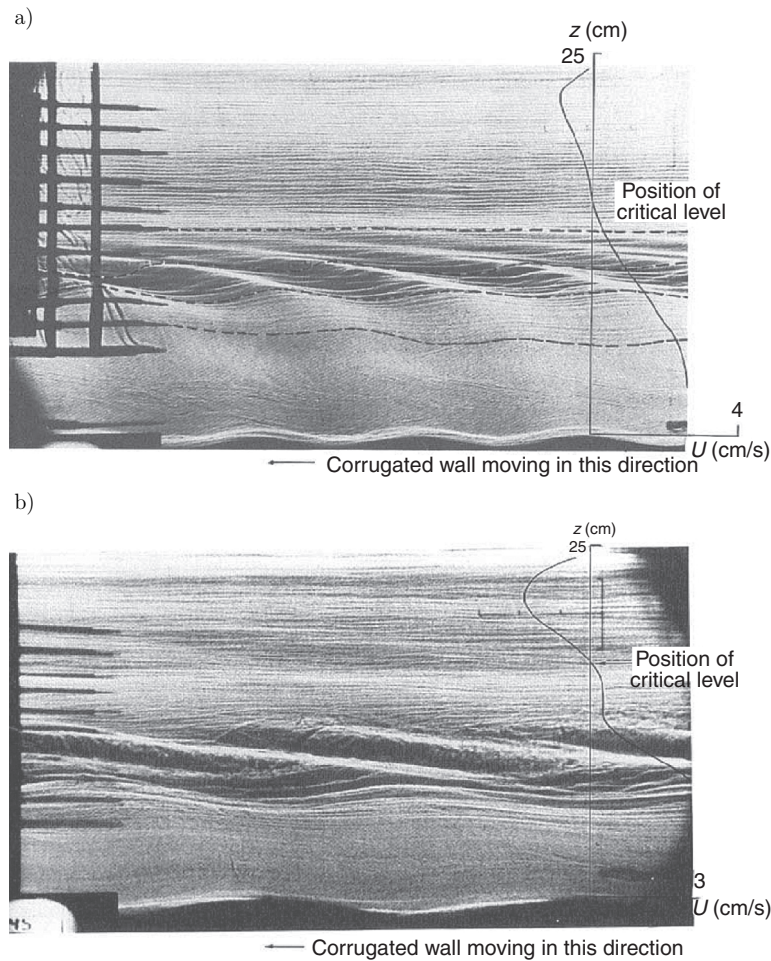 a)
z (cm)
25
Position of
critical level
4
U (cm/s)
Corrugated wall moving in this direction
b)
z (cm)
25
Position of
critical level
3
U (cm/s)
45
Corrugated wall moving in this direction